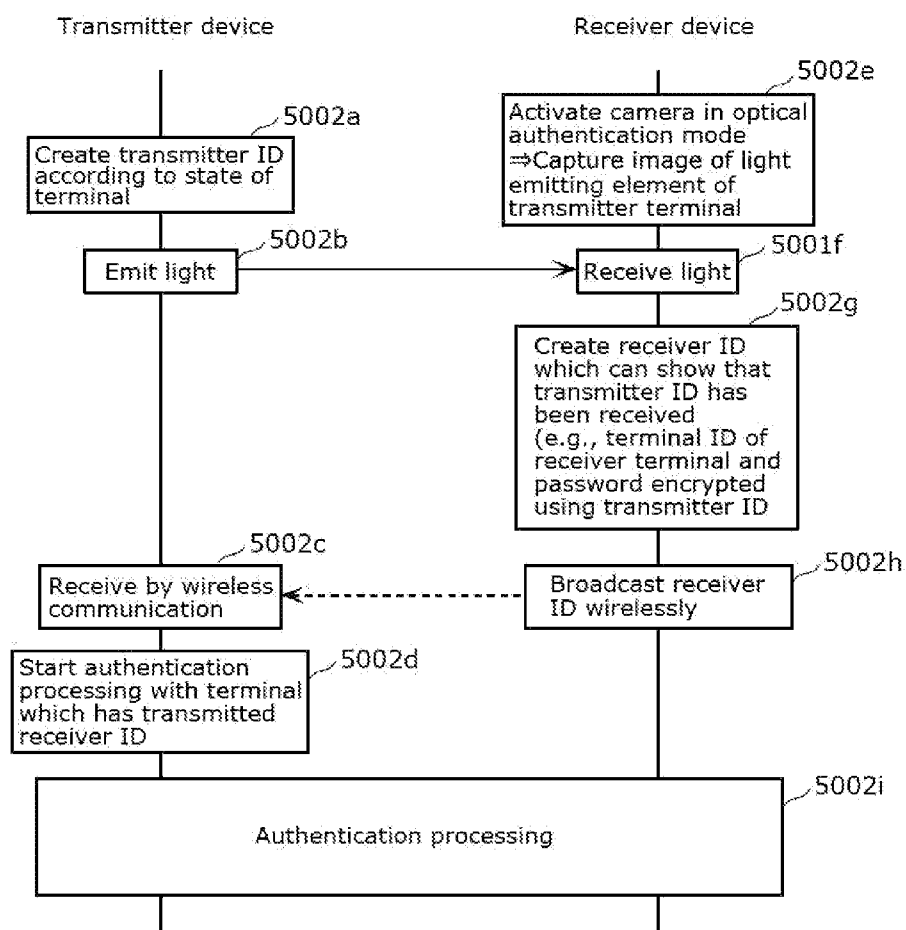 Transmitter device
Receiver device
5002e
Activate camera in optical
authentication mode
⇒Capture image of light
emitting element of
transmitter terminal
5002a
Create transmitter ID
according to state of
terminal
5002b
Emit light
5001f
Receive light
5002g
Create receiver ID
which can show that
transmitter ID has
been received
(e.g., terminal ID of
receiver terminal and
password encrypted
using transmitter ID
5002c
Receive by wireless
communication
5002h
Broadcast receiver
ID wirelessly
5002d
Start authentication
processing with terminal
which has transmitted
receiver ID
5002i
Authentication processing